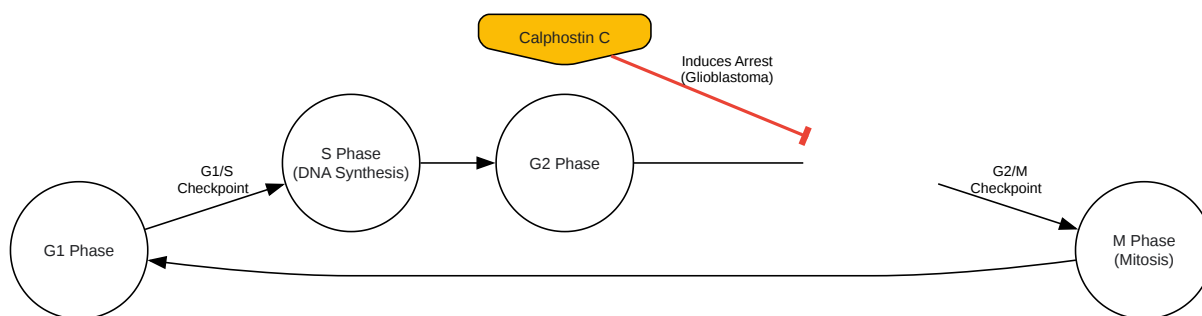 Calphostin C
Induces Arrest
(Glioblastoma)
S Phase
(DNA Synthesis)
G2 Phase
G1/S
Checkpoint
G2/M
Checkpoint
G1 Phase
M Phase
(Mitosis)